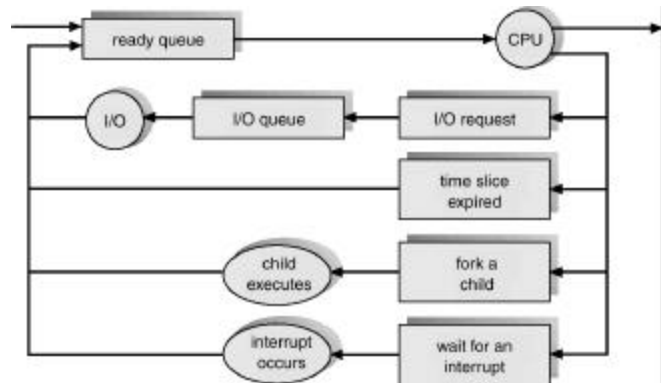 ready queue
CPU
I/O
I/O queue
I/O request
time slice
expired
child
executes
fork a
child
interrupt
occurs
wait for an
interrupt